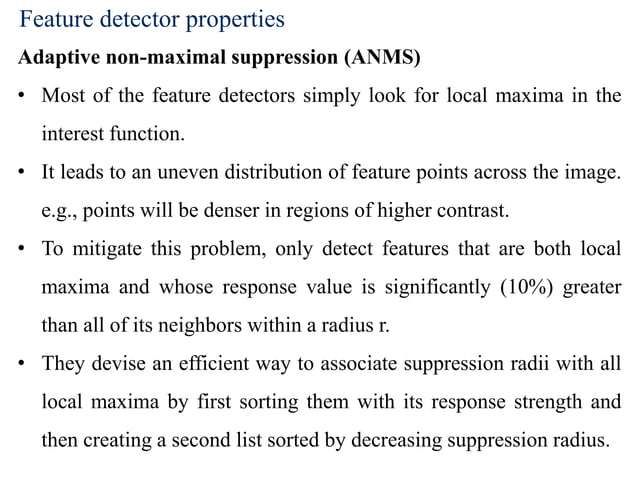 Feature detector properties
Adaptive non-maximal suppression (ANMS)
• Most of the feature detectors simply look for local maxima in the
interest function.
• It leads to an uneven distribution of feature points across the image.
e.g., points will be denser in regions of higher contrast.
• To mitigate this problem, only detect features that are both local
maxima and whose response value is significantly (10%) greater
than all of its neighbors within a radius r.
• They devise an efficient way to associate suppression radii with all
local maxima by first sorting them with its response strength and
then creating a second list sorted by decreasing suppression radius.